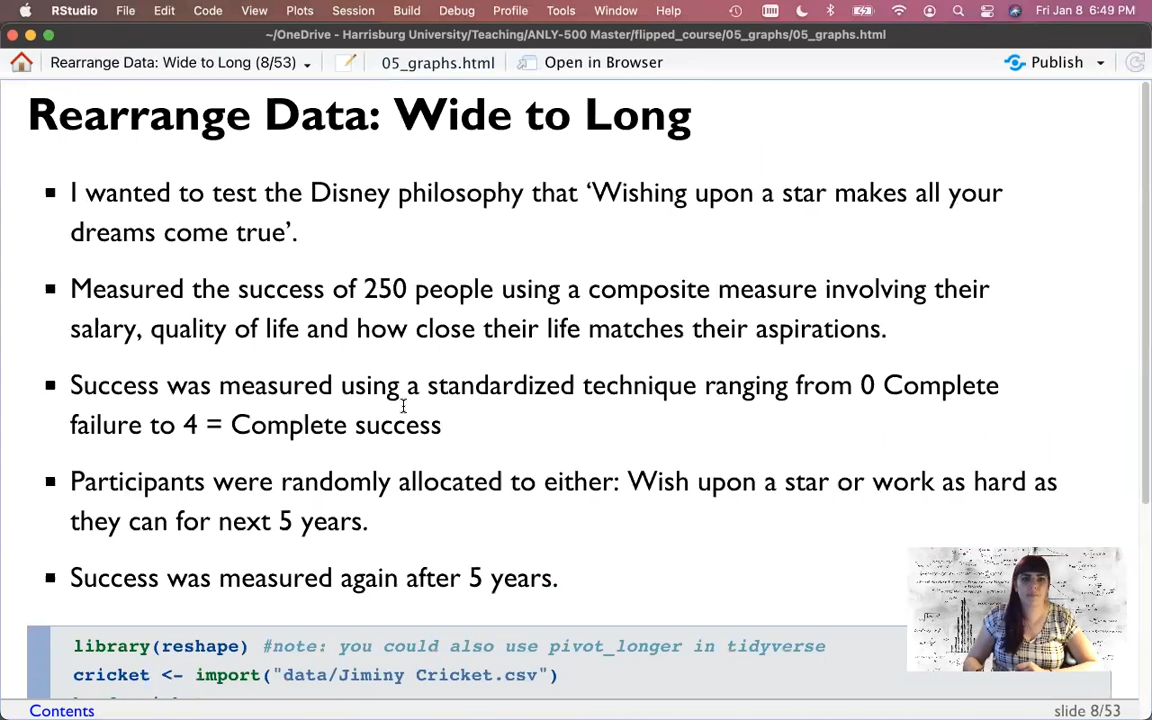 RStudio File Edit Code View Plots Session Build Debug Profile Tools Window Help Fri Jan 8 6:49 PM
~/OneDrive - Harrisburg University/Teaching/ANLY-500 Master/flipped_course/05_graphs/05_graphs.html
Rearrange Data: Wide to Long (8/53) 05_graphs.html Open in Browser Publish
Rearrange Data: Wide to Long
I wanted to test the Disney philosophy that ‘Wishing upon a star makes all your
dreams come true’.
Measured the success of 250 people using a composite measure involving their
salary, quality of life and how close their life matches their aspirations.
Success was measured using a standardized technique ranging from 0 Complete
failure to 4 = Complete success
Participants were randomly allocated to either: Wish upon a star or work as hard as
they can for next 5 years.
Success was measured again after 5 years.
library(reshape) #note: you could also use pivot_longer in tidyverse
cricket <- import("data/Jiminy Cricket.csv")
Contents slide 8/53